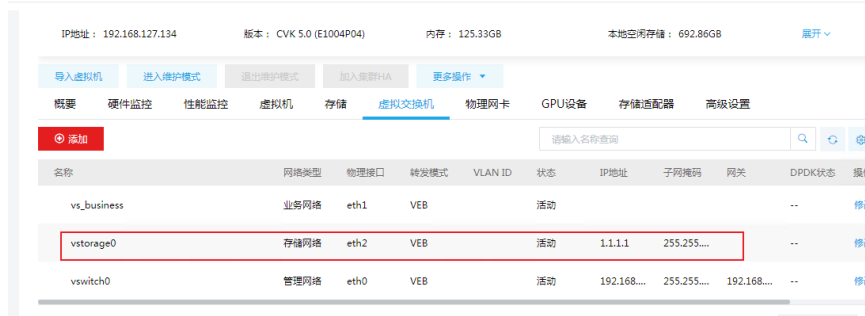 IP地址： 192.168.127.134 版本： CVK 5.0 (E1004P04) 内存： 125.33GB 本地空闲存储： 692.86GB 展开
导入虚拟机 进入维护模式 退出维护模式 加入集群HA 更多操作
概要 硬件监控 性能监控 虚拟机 存储 虚拟交换机 物理网卡 GPU设备 存储适配器 高级设置
添加 请输入名称查询
名称 网络类型 物理接口 转发模式 VLAN ID 状态 IP地址 子网掩码 网关 DPDK状态 操
vs_business 业务网络 eth1 VEB 活动 -- 修
vstorage0 存储网络 eth2 VEB 活动 1.1.1.1 255.255.... -- 修
vswitch0 管理网络 eth0 VEB 活动 192.168.... 255.255.... 192.168.... -- 修